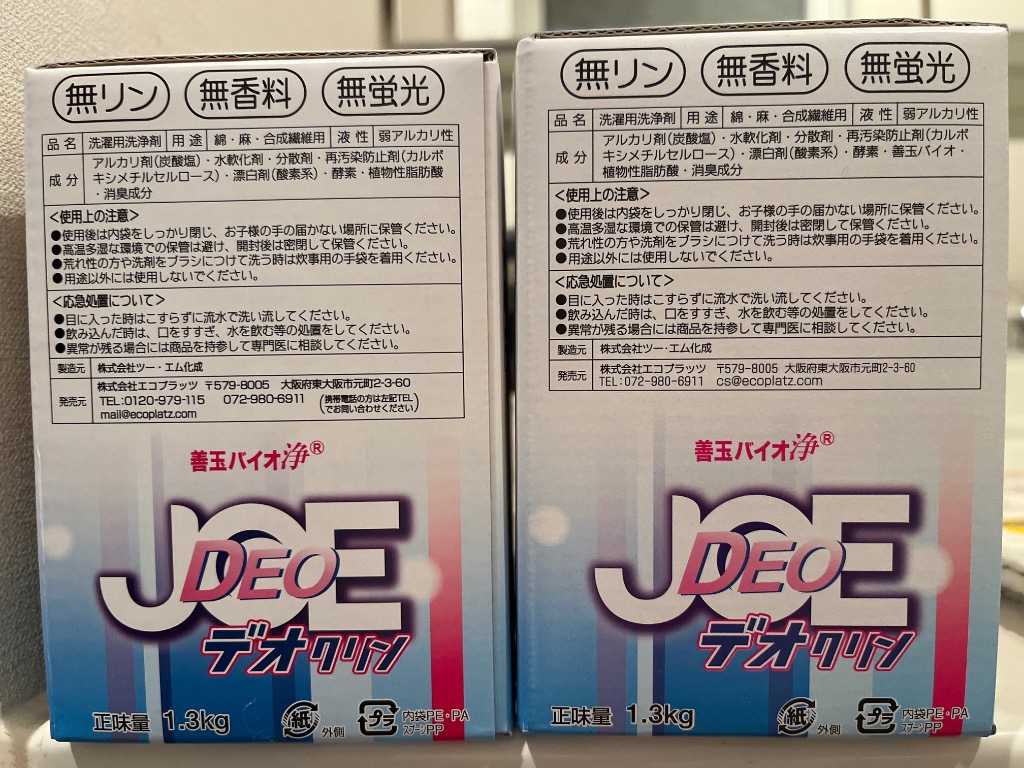 無リン 無香料 無蛍光
品名 洗濯用洗浄剤 用途 綿・麻・合成繊維用 液性 弱アルカリ性
成分 アルカリ剤(炭酸塩)・水軟化剤・分散剤・再汚染防止剤(カルボ
キシメチルセルロース)・漂白剤(酸素系)・酵素・植物性脂肪酸
・消臭成分
<使用上の注意>
●使用後は内袋をしっかり閉じ、お子様の手の届かない場所に保管ください。
●高温多湿な環境での保管は避け、開封後は密閉して保管ください。
●荒れ性の方や洗剤をブラシにつけて洗う時は炊事用の手袋を着用ください。
●用途以外には使用しないでください。
<応急処置について>
●目に入った時はこすらずに流水で洗い流してください。
●飲み込んだ時は、口をすすぎ、水を飲む等の処置をしてください。
●異常が残る場合には商品を持参して専門医に相談してください。
製造元 株式会社ツー・エム化成
発売元 株式会社エコプラッツ 〒579-8005 大阪府東大阪市元町2-3-60
TEL:0120-979-115 072-980-6911 (携帯電話の方は左記TELでお問い合わせください)
mail@ecoplatz.com
善玉バイオ浄®
JOE
DEO
デオクリン
正味量 1.3kg 紙 外側 プラ 内袋PE・PA
スプーンPP
無リン 無香料 無蛍光
品名 洗濯用洗浄剤 用途 綿・麻・合成繊維用 液性 弱アルカリ性
成分 アルカリ剤(炭酸塩)・水軟化剤・分散剤・再汚染防止剤(カルボ
キシメチルセルロース)・漂白剤(酸素系)・酵素・善玉バイオ・
植物性脂肪酸・消臭成分
<使用上の注意>
●使用後は内袋をしっかり閉じ、お子様の手の届かない場所に保管ください。
●高温多湿な環境での保管は避け、開封後は密閉して保管ください。
●荒れ性の方や洗剤をブラシにつけて洗う時は炊事用の手袋を着用ください。
●用途以外には使用しないでください。
<応急処置について>
●目に入った時はこすらずに流水で洗い流してください。
●飲み込んだ時は、口をすすぎ、水を飲む等の処置をしてください。
●異常が残る場合には商品を持参して専門医に相談してください。
製造元 株式会社ツー・エム化成
発売元 株式会社エコプラッツ 〒579-8005 大阪府東大阪市元町2-3-60
TEL:072-980-6911 cs@ecoplatz.com
善玉バイオ浄®
JOE
DEO
デオクリン
正味量 1.3kg 紙 外側 プラ 内袋PE・PA
スプーンPP